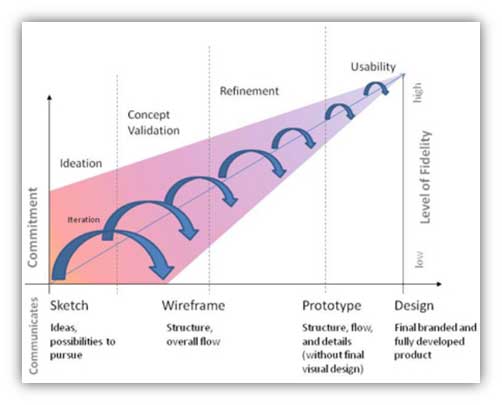 Usability
Refinement
Concept
Validation
Ideation
Iteration
Commitment
high
Level of Fidelity
low
Communicates
Sketch
Ideas,
possibilities to
pursue
Wireframe
Structure,
overall flow
Prototype
Structure, flow,
and details
(without final
visual design)
Design
Final branded and
fully developed
product